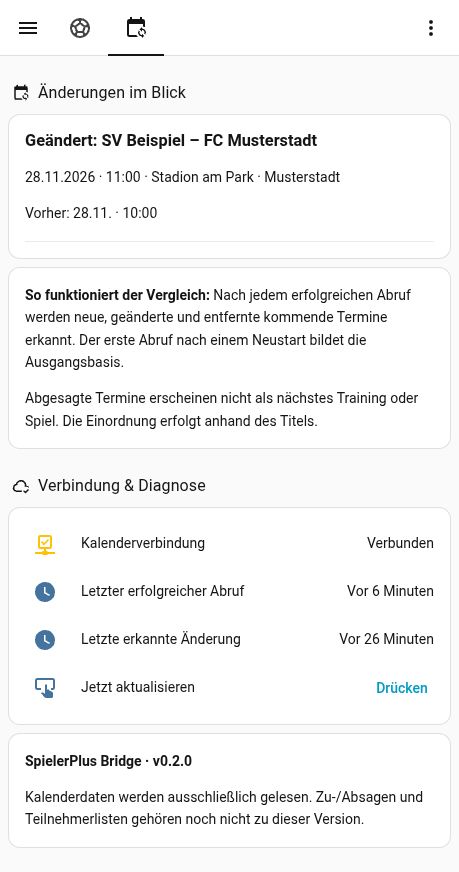 Änderungen im Blick
Geändert: SV Beispiel – FC Musterstadt
28.11.2026 · 11:00 · Stadion am Park · Musterstadt
Vorher: 28.11. · 10:00
So funktioniert der Vergleich: Nach jedem erfolgreichen Abruf
werden neue, geänderte und entfernte kommende Termine
erkannt. Der erste Abruf nach einem Neustart bildet die
Ausgangsbasis.
Abgesagte Termine erscheinen nicht als nächstes Training oder
Spiel. Die Einordnung erfolgt anhand des Titels.
Verbindung & Diagnose
Kalenderverbindung Verbunden
Letzter erfolgreicher Abruf Vor 6 Minuten
Letzte erkannte Änderung Vor 26 Minuten
Jetzt aktualisieren Drücken
SpielerPlus Bridge · v0.2.0
Kalenderdaten werden ausschließlich gelesen. Zu-/Absagen und
Teilnehmerlisten gehören noch nicht zu dieser Version.